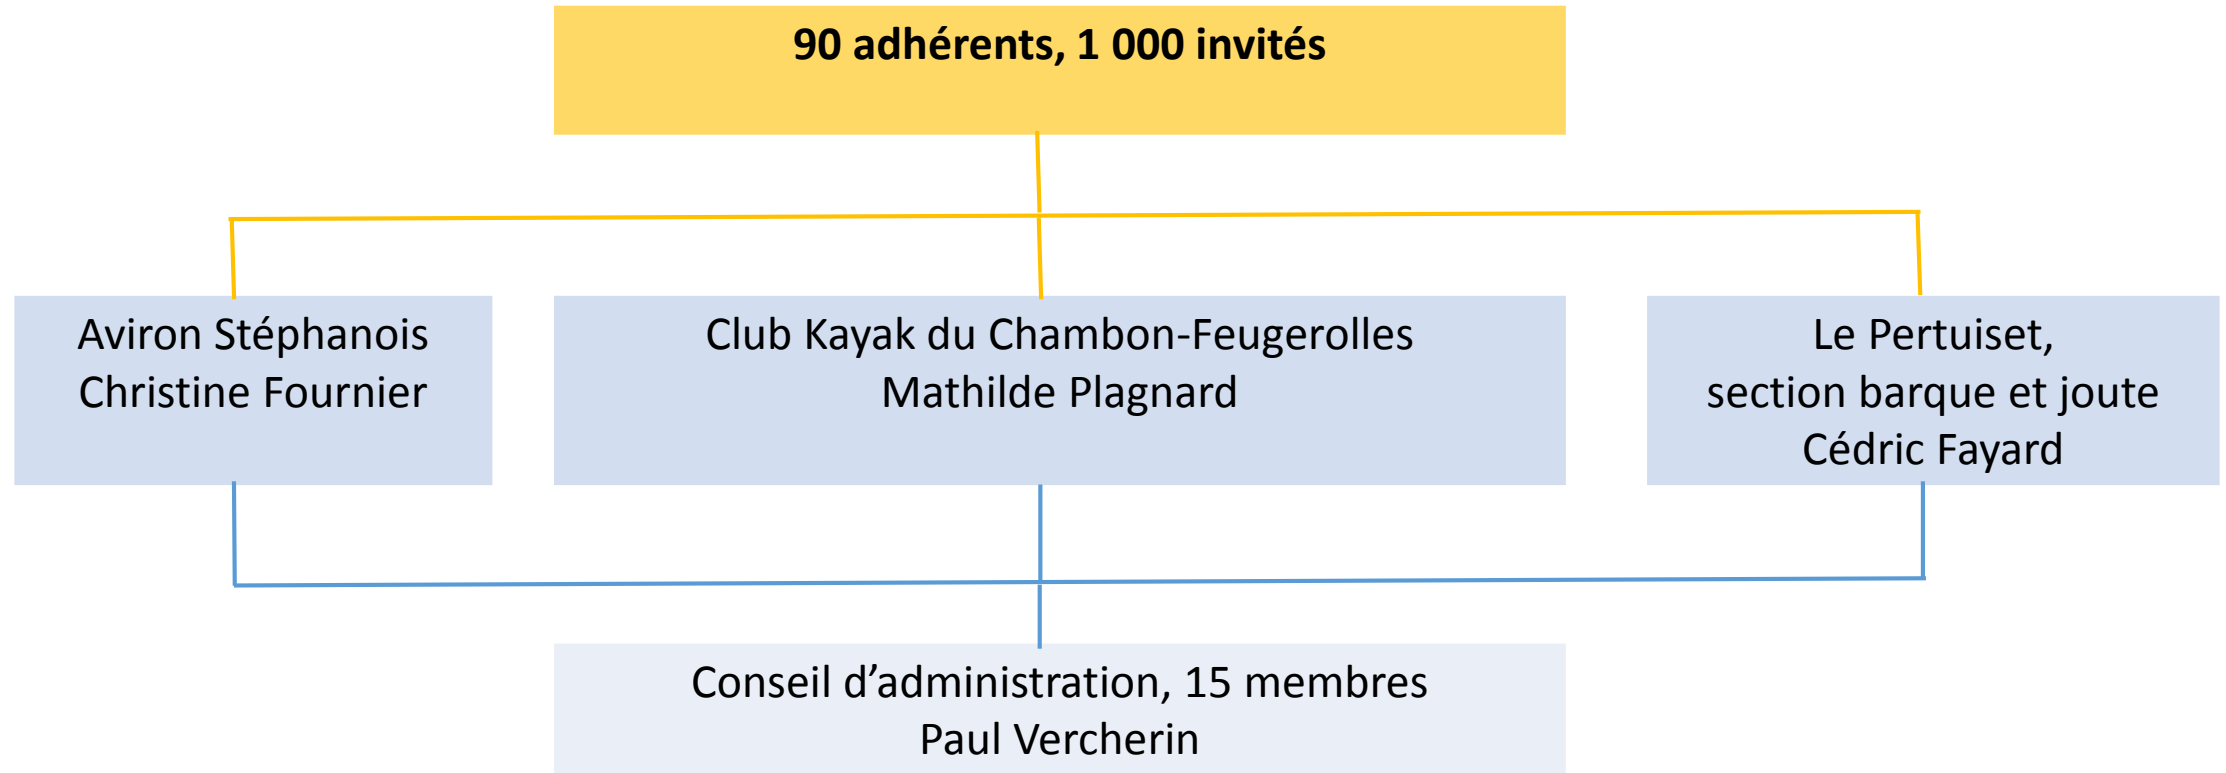 90 adhérents, 1 000 invités
Aviron Stéphanois
Christine Fournier
Club Kayak du Chambon-Feugerolles
Mathilde Plagnard
Le Pertuiset,
section barque et joute
Cédric Fayard
Conseil d’administration, 15 membres
Paul Vercherin